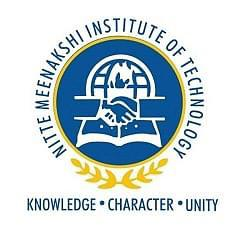 NITTE MEENAKSHI INSTITUTE OF TECHNOLOGY
KNOWLEDGE • CHARACTER • UNITY